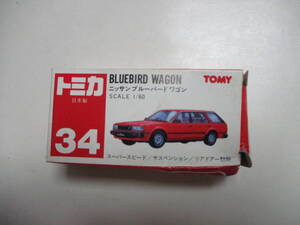 トミカ
日本製
34
BLUEBIRD WAGON
TOMY
ニッサンブルーバードワゴン
SCALE 1/60
スーパースピード/サスペンション/リアドアー開閉